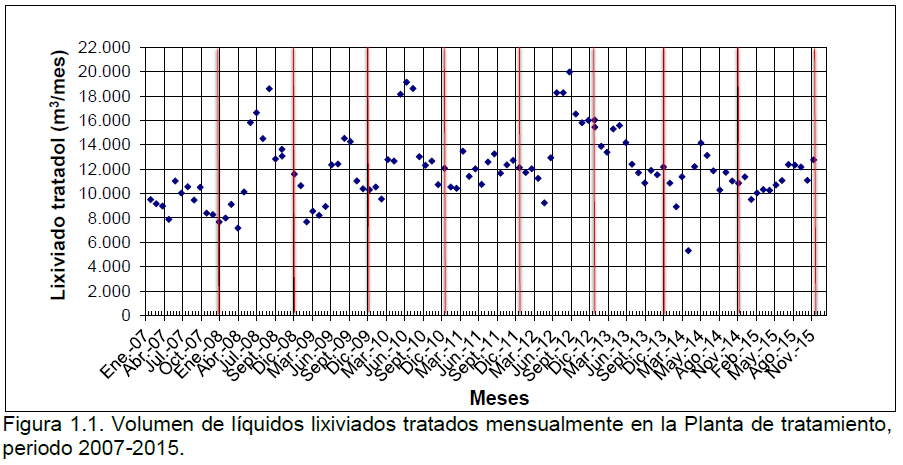 Lixiviado tratadol (m³/mes)
22.000
20.000
18.000
16.000
14.000
12.000
10.000
8.000
6.000
4.000
2.000
0
Ene.-07
Abr.-07
Jul.-07
Oct.-07
Ene.-08
Abr.-08
Jul.-08
Sept.-08
Dic.-08
Mar.-09
Jun.-09
Sept.-09
Dic.-09
Mar.-10
Jun.-10
Sept.-10
Dic.-10
Mar.-11
Jun.-11
Sept.-11
Dic.-11
Mar.-12
Jun.-12
Sept.-12
Dic.-12
Mar.-13
Jun.-13
Sept.-13
Dic.-13
Mar.-14
May.-14
Ago.-14
Nov.-14
Feb.-15
May.-15
Ago.-15
Nov.-15
Meses
Figura 1.1. Volumen de líquidos lixiviados tratados mensualmente en la Planta de tratamiento,
periodo 2007-2015.